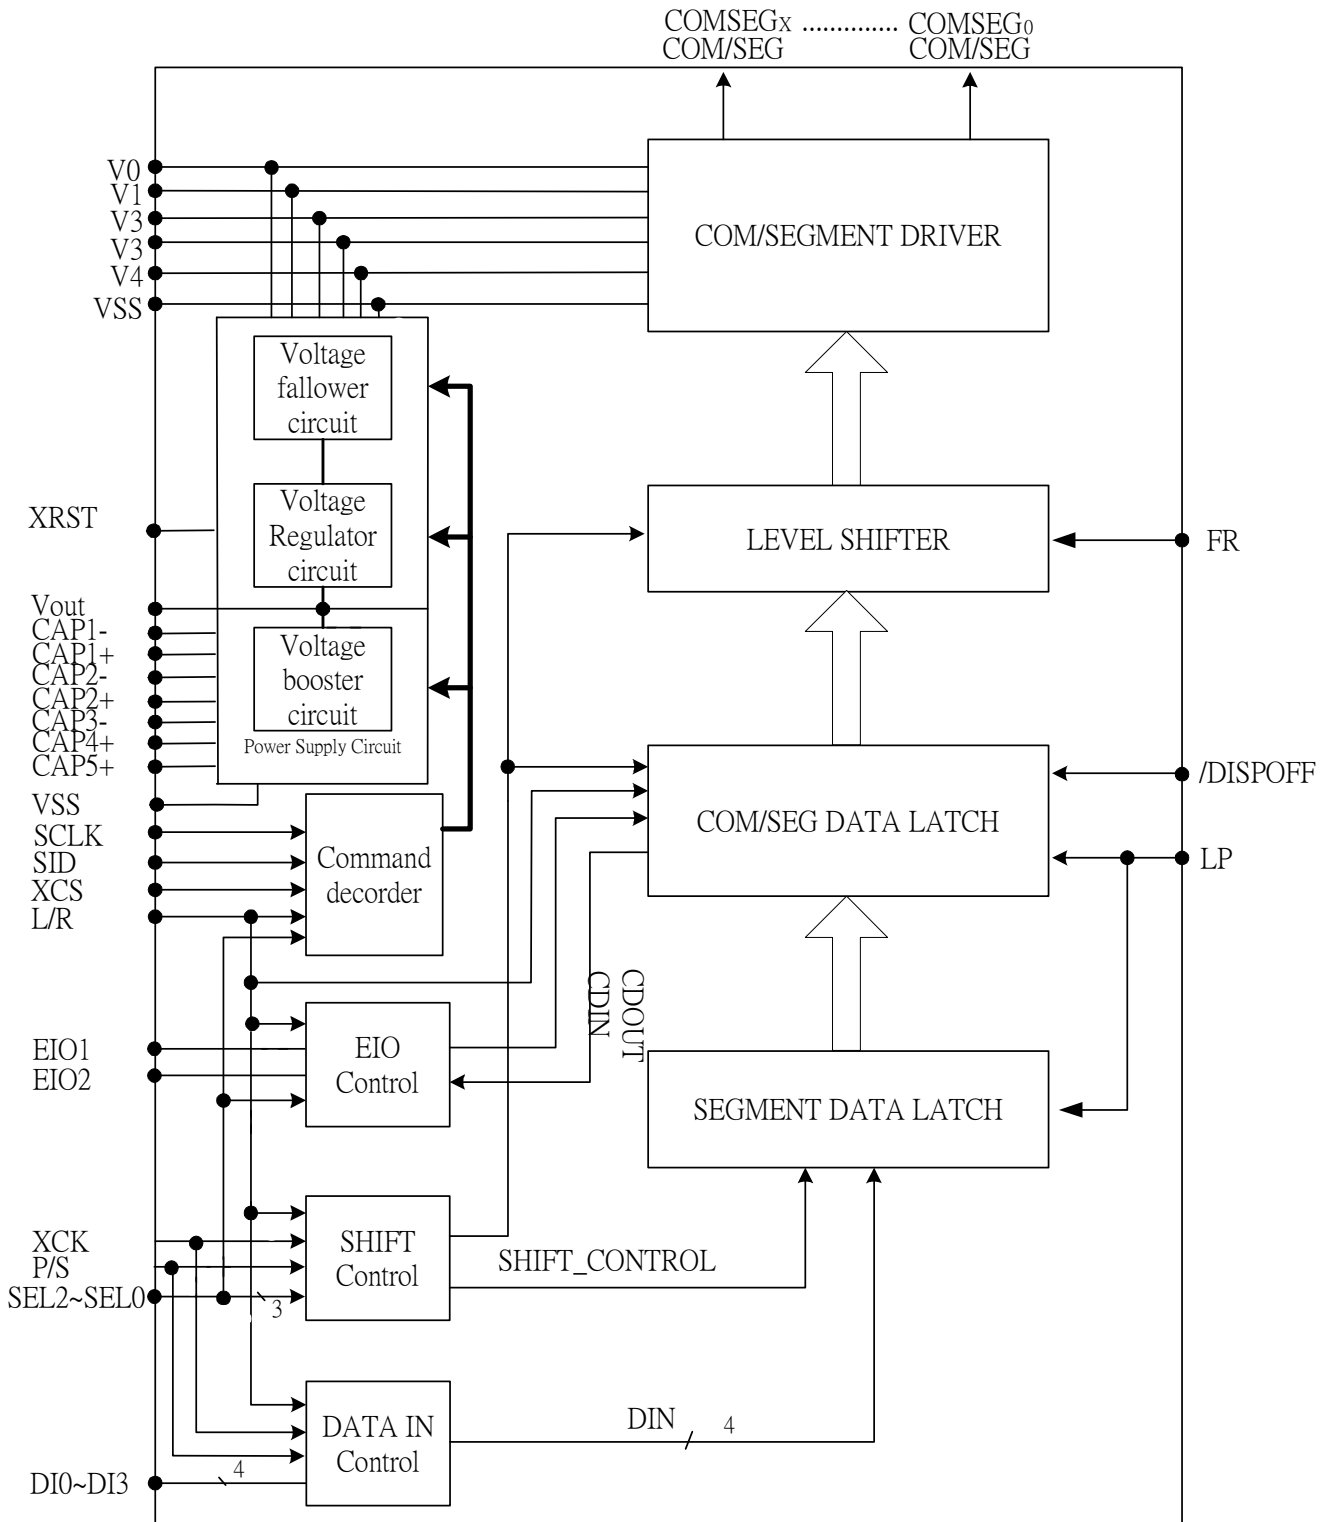 COMSEGX .............. COMSEG0
COM/SEG COM/SEG
V0
V1
V3
V3
V4
VSS
COM/SEGMENT DRIVER
Voltage
fallower
circuit
XRST
Voltage
Regulator
circuit
LEVEL SHIFTER
FR
Vout
CAP1-
CAP1+
CAP2-
CAP2+
CAP3-
CAP4+
CAP5+
Voltage
booster
circuit
Power Supply Circuit
/DISPOFF
VSS
SCLK
SID
XCS
L/R
Command
decorder
COM/SEG DATA LATCH
LP
CDIN
CDOUT
EIO1
EIO2
EIO
Control
SEGMENT DATA LATCH
XCK
P/S
SEL2~SEL0
3
SHIFT
Control
SHIFT_CONTROL
DATA IN
Control
DIN
4
DI0~DI3
4